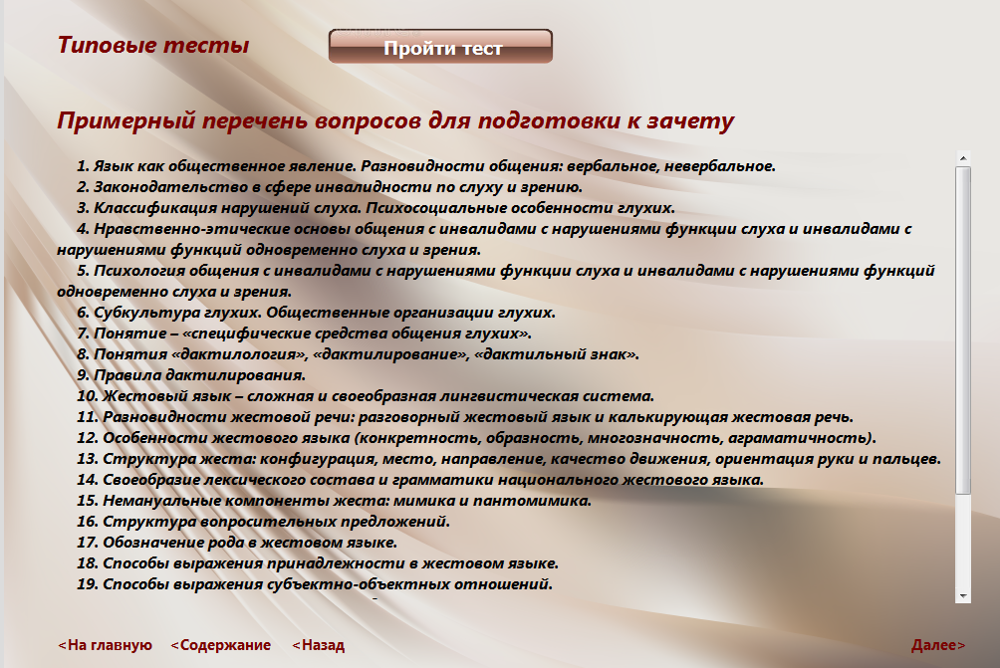 Типовые тесты
Пройти тест
Примерный перечень вопросов для подготовки к зачету
1. Язык как общественное явление. Разновидности общения: вербальное, невербальное.
2. Законодательство в сфере инвалидности по слуху и зрению.
3. Классификация нарушений слуха. Психосоциальные особенности глухих.
4. Нравственно-этические основы общения с инвалидами с нарушениями функции слуха и инвалидами с
нарушениями функций одновременно слуха и зрения.
5. Психология общения с инвалидами с нарушениями функции слуха и инвалидами с нарушениями функций
одновременно слуха и зрения.
6. Субкультура глухих. Общественные организации глухих.
7. Понятие – «специфические средства общения глухих».
8. Понятия «дактилология», «дактилирование», «дактильный знак».
9. Правила дактилирования.
10. Жестовый язык – сложная и своеобразная лингвистическая система.
11. Разновидности жестовой речи: разговорный жестовый язык и калькирующая жестовая речь.
12. Особенности жестового языка (конкретность, образность, многозначность, аграматичность).
13. Структура жеста: конфигурация, место, направление, качество движения, ориентация руки и пальцев.
14. Своеобразие лексического состава и грамматики национального жестового языка.
15. Немануальные компоненты жеста: мимика и пантомимика.
16. Структура вопросительных предложений.
17. Обозначение рода в жестовом языке.
18. Способы выражения принадлежности в жестовом языке.
19. Способы выражения субъектно-объектных отношений.
<На главную <Содержание <Назад Далее>